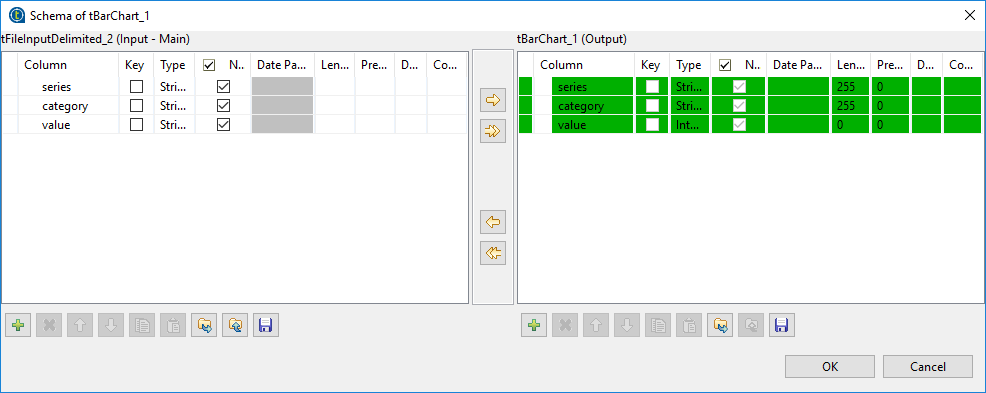 Schema of tBarChart_1
tFileInputDelimited_2 (Input - Main)
Column Key Type N.. Date Pa... Len... Pre... D... Co...
series Stri...
category Stri...
value Stri...
tBarChart_1 (Output)
Column Key Type N.. Date Pa... Len... Pre... D... Co...
series Stri... 255 0
category Stri... 255 0
value Int... 0 0
OK Cancel